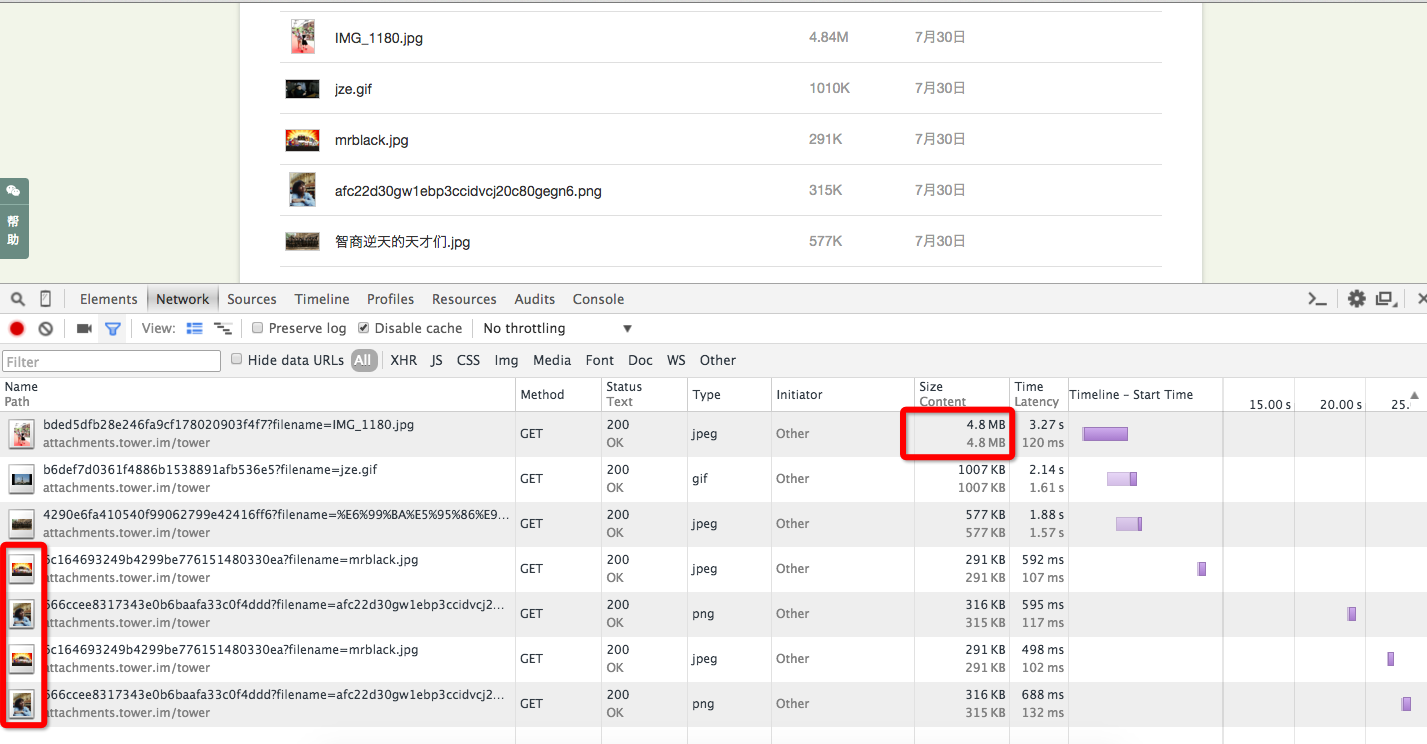 IMG_1180.jpg 4.84M 7月30日
jze.gif 1010K 7月30日
mrblack.jpg 291K 7月30日
afc22d30gw1ebp3ccidvcj20c80gegn6.png 315K 7月30日
智商逆天的天才们.jpg 577K 7月30日
帮
助
Elements Network Sources Timeline Profiles Resources Audits Console
View: Preserve log Disable cache No throttling
Filter Hide data URLs All XHR JS CSS Img Media Font Doc WS Other
Name Method Status Type Initiator Size Time Timeline – Start Time 15.00 s 20.00 s 25.
Path Text Content Latency
bded5dfb28e246fa9cf178020903f4f7?filename=IMG_1180.jpg GET 200 jpeg Other 4.8 MB 3.27 s
attachments.tower.im/tower OK 4.8 MB 120 ms
b6def7d0361f4886b1538891afb536e5?filename=jze.gif GET 200 gif Other 1007 KB 2.14 s
attachments.tower.im/tower OK 1007 KB 1.61 s
4290e6fa410540f99062799e42416ff6?filename=%E6%99%BA%E5%95%86%E9... GET 200 jpeg Other 577 KB 1.88 s
attachments.tower.im/tower OK 577 KB 1.57 s
6c164693249b4299be776151480330ea?filename=mrblack.jpg GET 200 jpeg Other 291 KB 592 ms
attachments.tower.im/tower OK 291 KB 107 ms
666ccee8317343e0b6baafa33c0f4ddd?filename=afc22d30gw1ebp3ccidvcj2... GET 200 png Other 316 KB 595 ms
attachments.tower.im/tower OK 315 KB 117 ms
6c164693249b4299be776151480330ea?filename=mrblack.jpg GET 200 jpeg Other 291 KB 498 ms
attachments.tower.im/tower OK 291 KB 102 ms
666ccee8317343e0b6baafa33c0f4ddd?filename=afc22d30gw1ebp3ccidvcj2... GET 200 png Other 316 KB 688 ms
attachments.tower.im/tower OK 315 KB 132 ms